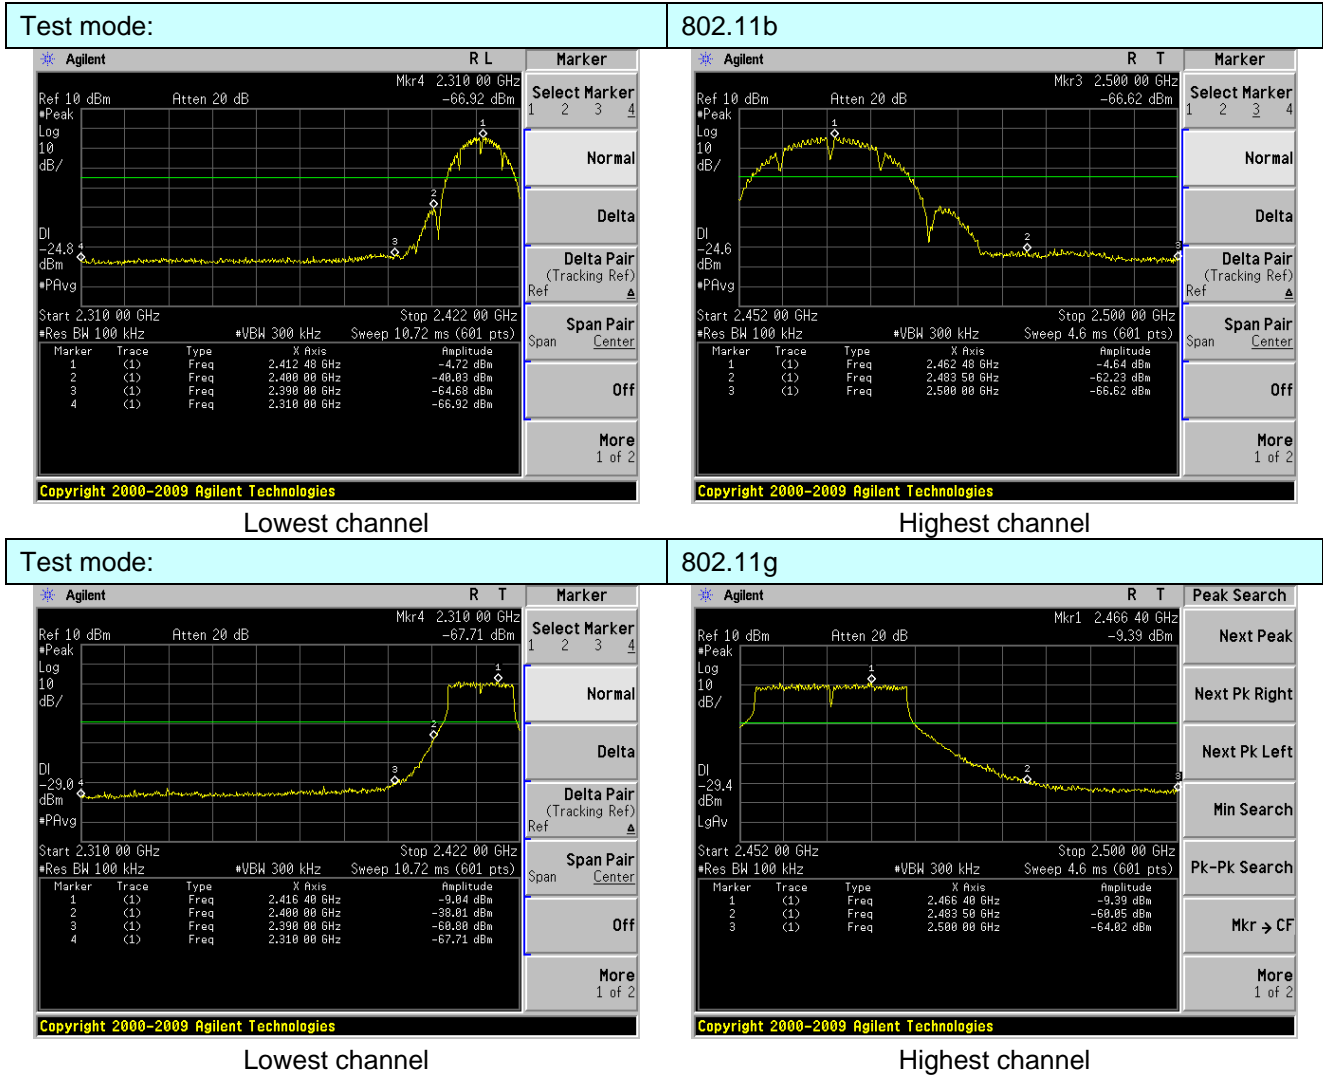 Test mode: 802.11b
Agilent R L Marker
Mkr4 2.310 00 GHz
Ref 10 dBm Atten 20 dB -66.92 dBm
#Peak
Log
10
dB/
1
2
3
4
DI
-24.8
dBm
#PAvg
Start 2.310 00 GHz Stop 2.422 00 GHz
#Res BW 100 kHz #VBW 300 kHz Sweep 10.72 ms (601 pts)
Marker Trace Type X Axis Amplitude
1 (1) Freq 2.412 48 GHz -4.72 dBm
2 (1) Freq 2.400 00 GHz -40.03 dBm
3 (1) Freq 2.390 00 GHz -64.68 dBm
4 (1) Freq 2.310 00 GHz -66.92 dBm
Select Marker
1 2 3 4
Normal
Delta
Delta Pair
(Tracking Ref)
Ref Δ
Span Pair
Span Center
Off
More
1 of 2
Copyright 2000-2009 Agilent Technologies
Lowest channel
Agilent R T Marker
Mkr3 2.500 00 GHz
Ref 10 dBm Atten 20 dB -66.62 dBm
#Peak
Log
10
dB/
1
2
3
DI
-24.6
dBm
#PAvg
Start 2.452 00 GHz Stop 2.500 00 GHz
#Res BW 100 kHz #VBW 300 kHz Sweep 4.6 ms (601 pts)
Marker Trace Type X Axis Amplitude
1 (1) Freq 2.462 48 GHz -4.64 dBm
2 (1) Freq 2.483 50 GHz -62.23 dBm
3 (1) Freq 2.500 00 GHz -66.62 dBm
Select Marker
1 2 3 4
Normal
Delta
Delta Pair
(Tracking Ref)
Ref Δ
Span Pair
Span Center
Off
More
1 of 2
Copyright 2000-2009 Agilent Technologies
Highest channel
Test mode: 802.11g
Agilent R T Marker
Mkr4 2.310 00 GHz
Ref 10 dBm Atten 20 dB -67.71 dBm
#Peak
Log
10
dB/
1
2
3
4
DI
-29.0
dBm
#PAvg
Start 2.310 00 GHz Stop 2.422 00 GHz
#Res BW 100 kHz #VBW 300 kHz Sweep 10.72 ms (601 pts)
Marker Trace Type X Axis Amplitude
1 (1) Freq 2.416 40 GHz -9.04 dBm
2 (1) Freq 2.400 00 GHz -38.01 dBm
3 (1) Freq 2.390 00 GHz -60.80 dBm
4 (1) Freq 2.310 00 GHz -67.71 dBm
Select Marker
1 2 3 4
Normal
Delta
Delta Pair
(Tracking Ref)
Ref Δ
Span Pair
Span Center
Off
More
1 of 2
Copyright 2000-2009 Agilent Technologies
Lowest channel
Agilent R T Peak Search
Mkr1 2.466 40 GHz
Ref 10 dBm Atten 20 dB -9.39 dBm
#Peak
Log
10
dB/
1
2
3
DI
-29.4
dBm
LgAv
Start 2.452 00 GHz Stop 2.500 00 GHz
#Res BW 100 kHz #VBW 300 kHz Sweep 4.6 ms (601 pts)
Marker Trace Type X Axis Amplitude
1 (1) Freq 2.466 40 GHz -9.39 dBm
2 (1) Freq 2.483 50 GHz -60.05 dBm
3 (1) Freq 2.500 00 GHz -64.02 dBm
Next Peak
Next Pk Right
Next Pk Left
Min Search
Pk-Pk Search
Mkr → CF
More
1 of 2
Copyright 2000-2009 Agilent Technologies
Highest channel